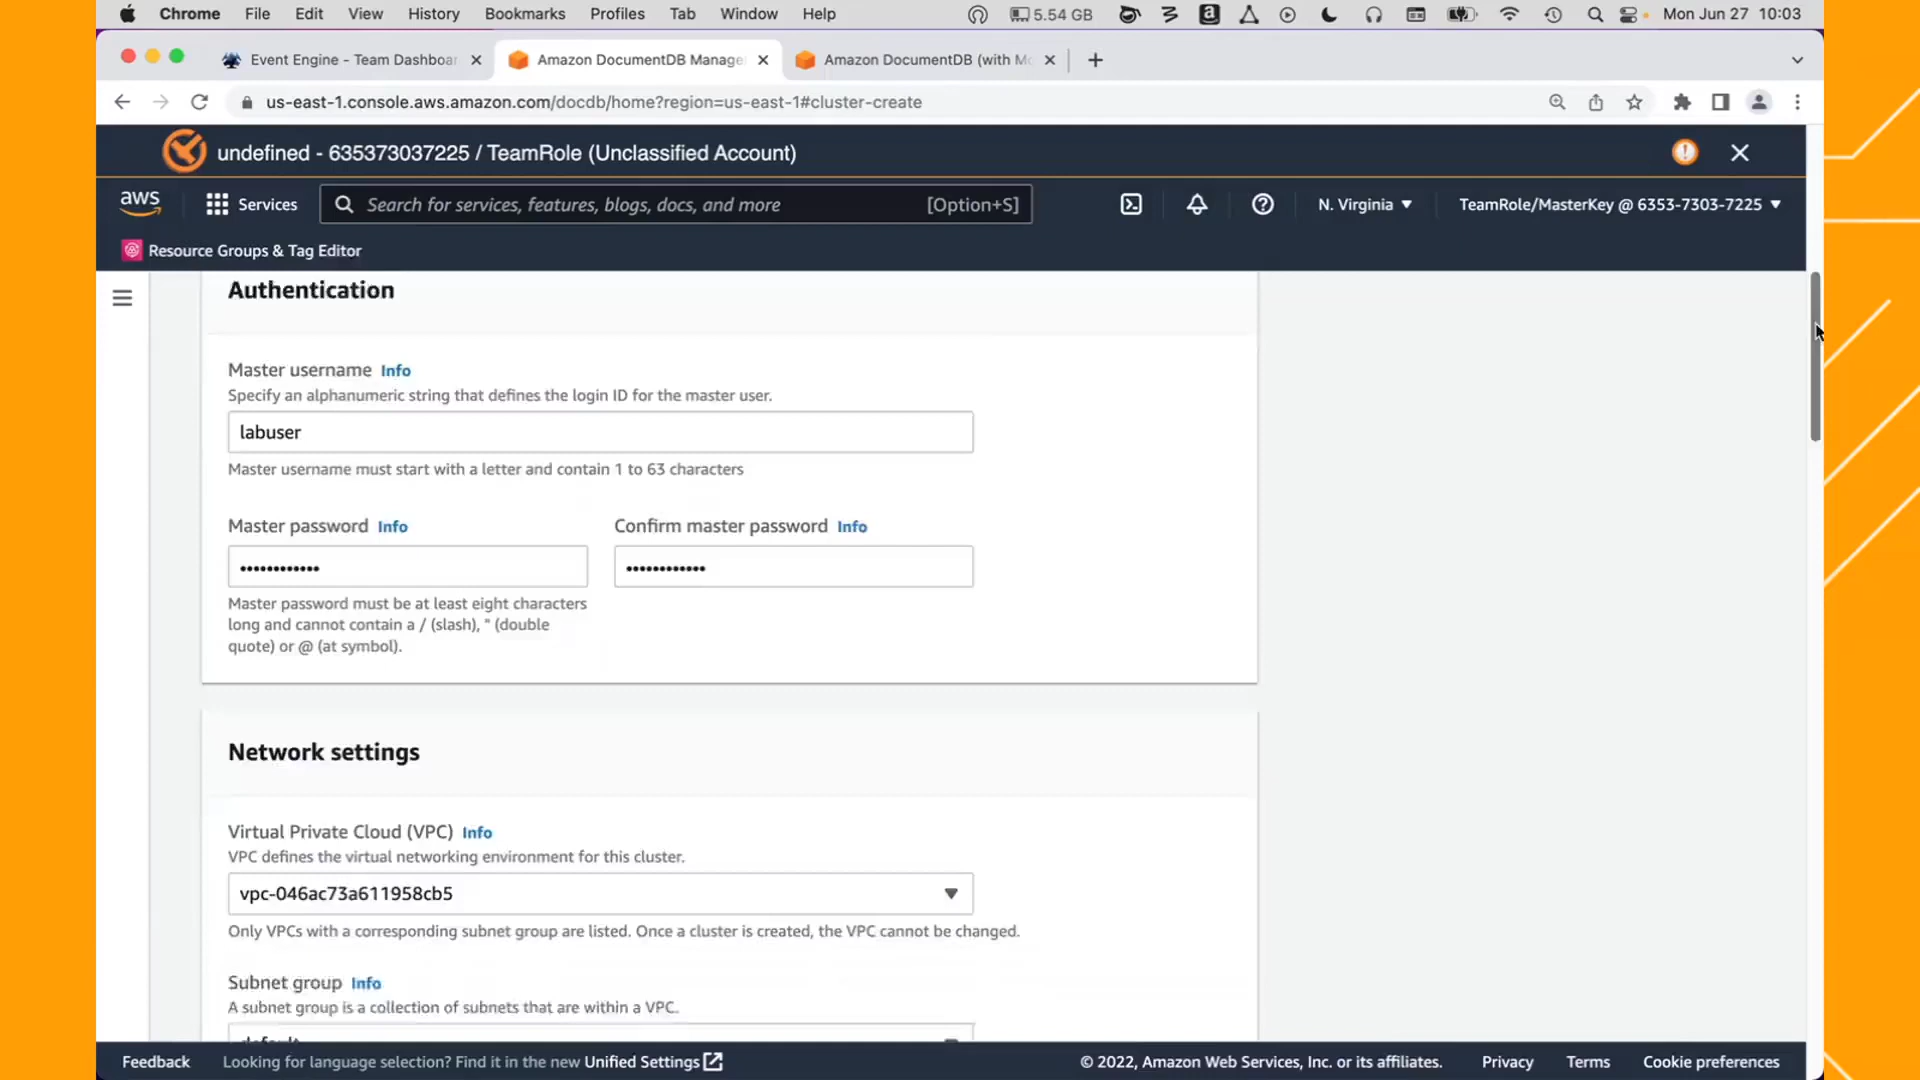 Chrome File Edit View History Bookmarks Profiles Tab Window Help 5.54 GB Mon Jun 27 10:03
Event Engine - Team Dashboar Amazon DocumentDB Manage Amazon DocumentDB (with Mo
us-east-1.console.aws.amazon.com/docdb/home?region=us-east-1#cluster-create
undefined - 635373037225 / TeamRole (Unclassified Account)
aws Services Search for services, features, blogs, docs, and more [Option+S] N. Virginia TeamRole/MasterKey @ 6353-7303-7225
Resource Groups & Tag Editor
Authentication
Master username Info
Specify an alphanumeric string that defines the login ID for the master user.
labuser
Master username must start with a letter and contain 1 to 63 characters
Master password Info Confirm master password Info
•••••••••••• ••••••••••••
Master password must be at least eight characters
long and cannot contain a / (slash), " (double
quote) or @ (at symbol).
Network settings
Virtual Private Cloud (VPC) Info
VPC defines the virtual networking environment for this cluster.
vpc-046ac73a611958cb5
Only VPCs with a corresponding subnet group are listed. Once a cluster is created, the VPC cannot be changed.
Subnet group Info
A subnet group is a collection of subnets that are within a VPC.
default
Feedback Looking for language selection? Find it in the new Unified Settings © 2022, Amazon Web Services, Inc. or its affiliates. Privacy Terms Cookie preferences